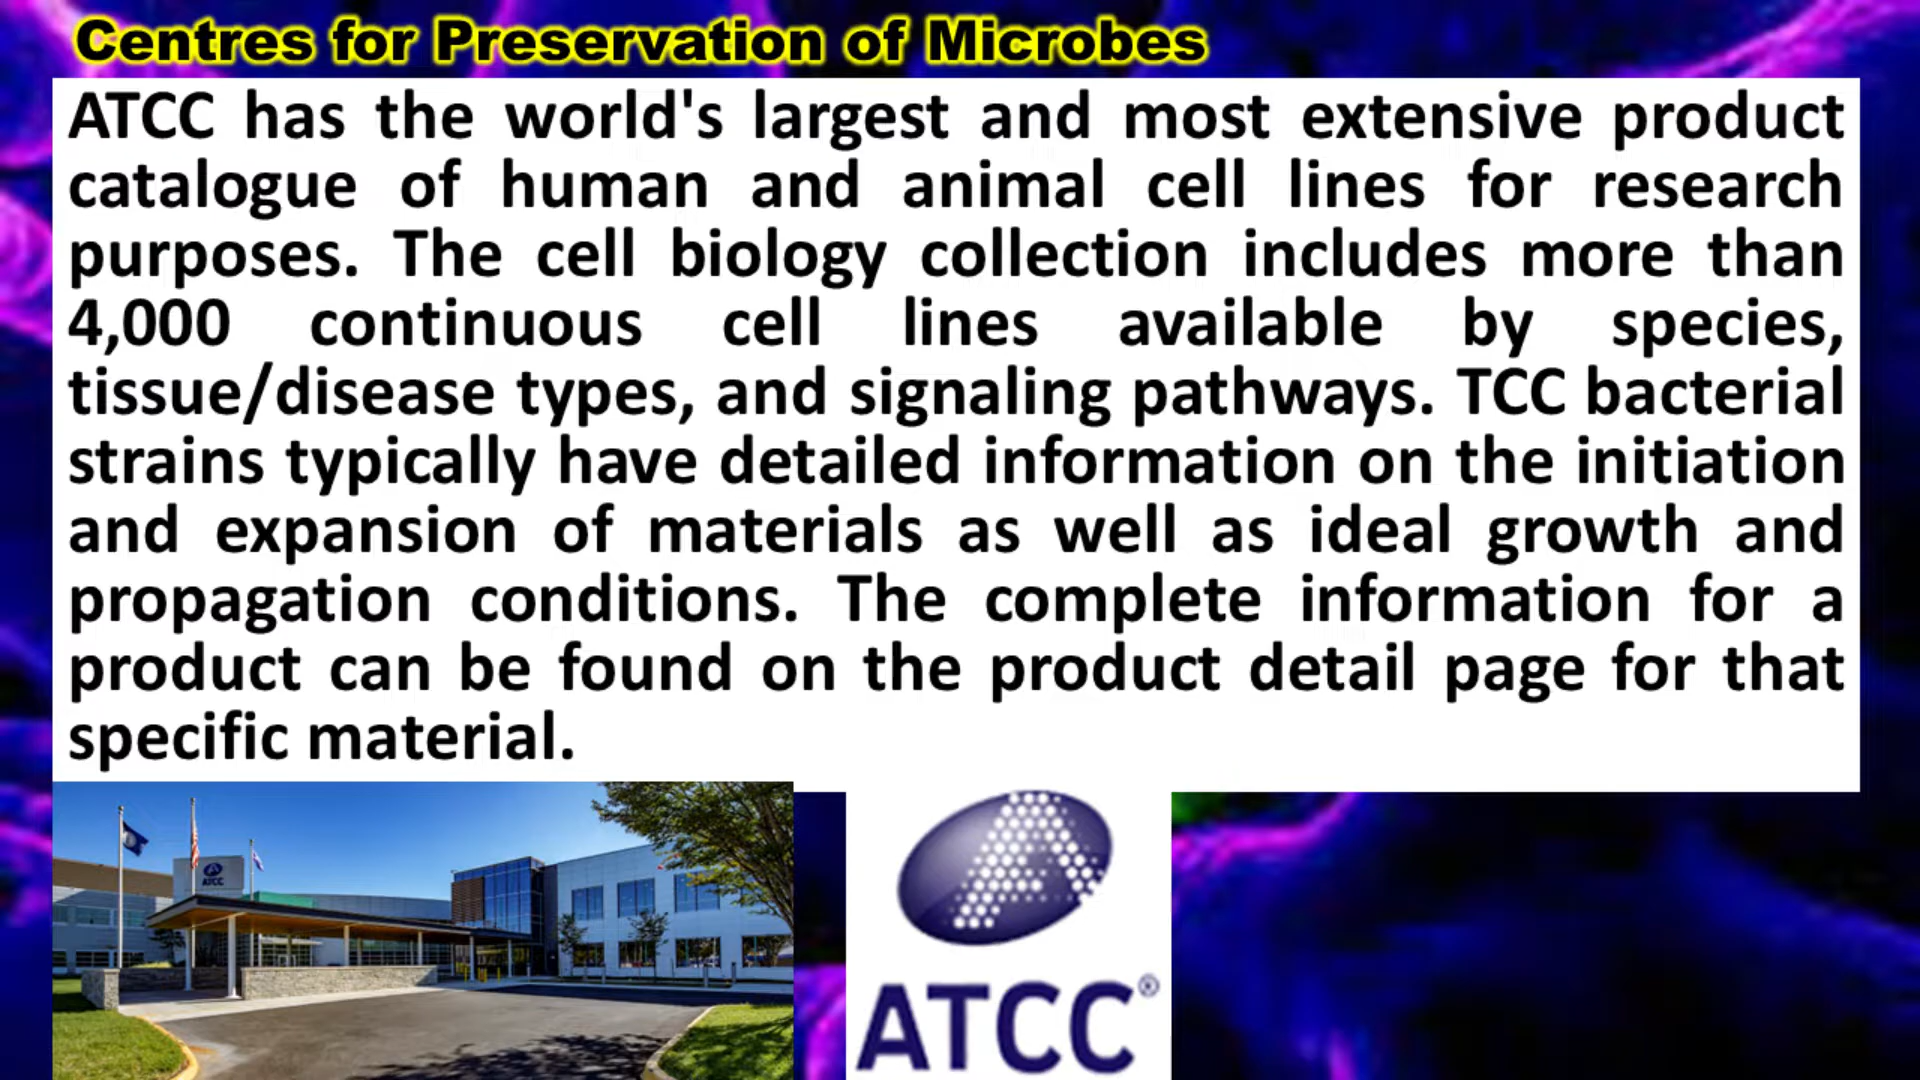 Centres for Preservation of Microbes
ATCC has the world's largest and most extensive product
catalogue of human and animal cell lines for research
purposes. The cell biology collection includes more than
4,000 continuous cell lines available by species,
tissue/disease types, and signaling pathways. TCC bacterial
strains typically have detailed information on the initiation
and expansion of materials as well as ideal growth and
propagation conditions. The complete information for a
product can be found on the product detail page for that
specific material.
ATCC
ATCC®